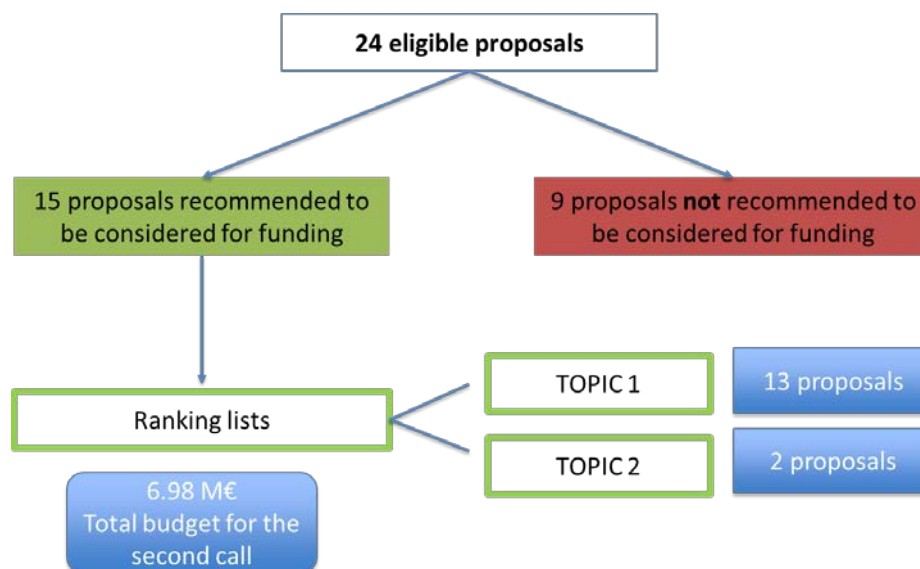 24 eligible proposals
15 proposals recommended to
be considered for funding
9 proposals not recommended to
be considered for funding
Ranking lists
TOPIC 1
13 proposals
TOPIC 2
2 proposals
6.98 M€
Total budget for the
second call